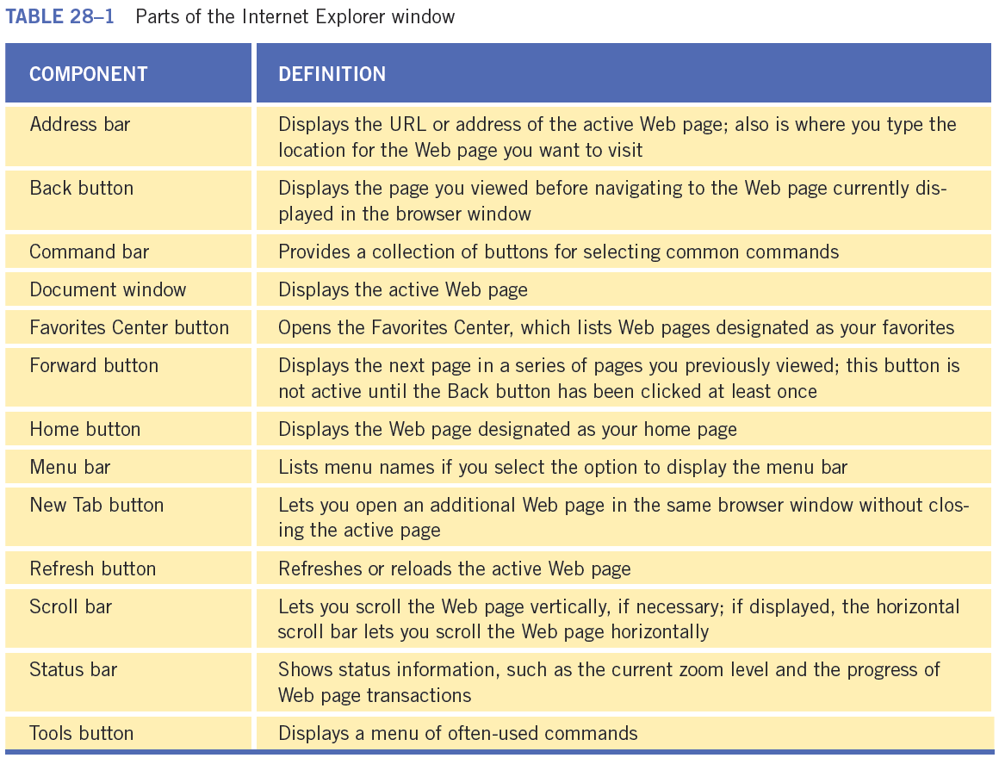 TABLE 28–1 Parts of the Internet Explorer window
COMPONENT DEFINITION
Address bar Displays the URL or address of the active Web page; also is where you type the
location for the Web page you want to visit
Back button Displays the page you viewed before navigating to the Web page currently dis-
played in the browser window
Command bar Provides a collection of buttons for selecting common commands
Document window Displays the active Web page
Favorites Center button Opens the Favorites Center, which lists Web pages designated as your favorites
Forward button Displays the next page in a series of pages you previously viewed; this button is
not active until the Back button has been clicked at least once
Home button Displays the Web page designated as your home page
Menu bar Lists menu names if you select the option to display the menu bar
New Tab button Lets you open an additional Web page in the same browser window without clos-
ing the active page
Refresh button Refreshes or reloads the active Web page
Scroll bar Lets you scroll the Web page vertically, if necessary; if displayed, the horizontal
scroll bar lets you scroll the Web page horizontally
Status bar Shows status information, such as the current zoom level and the progress of
Web page transactions
Tools button Displays a menu of often-used commands